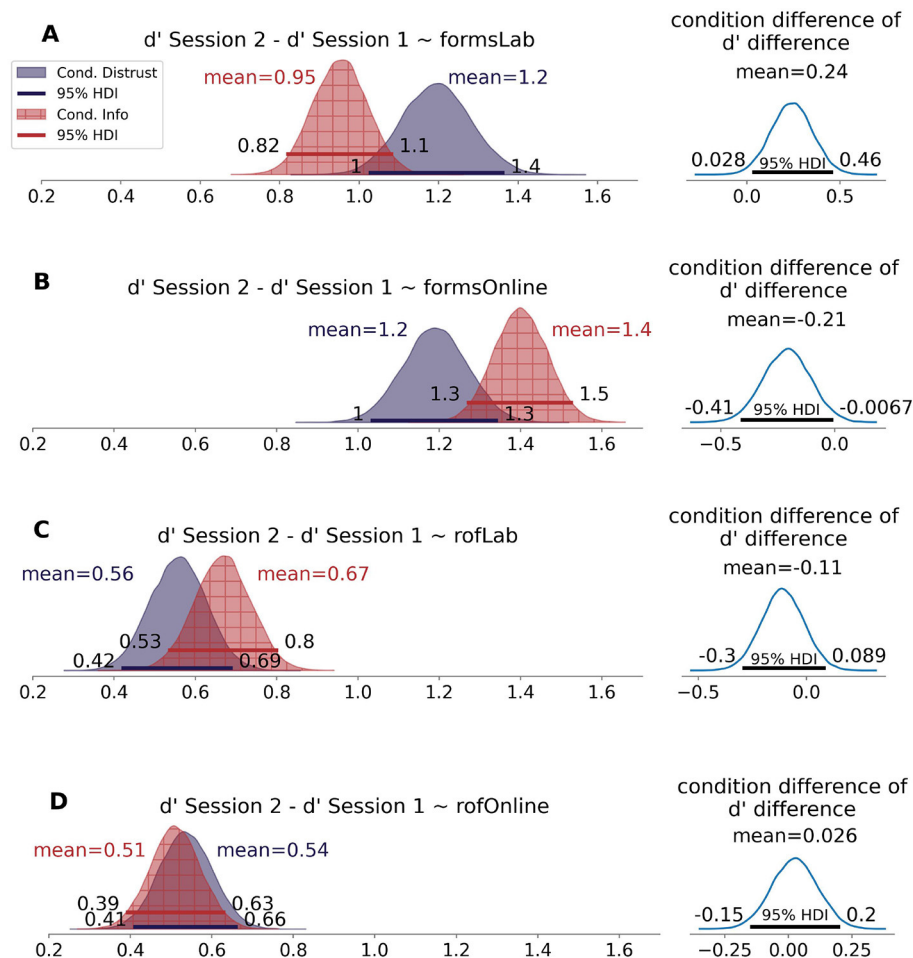 A
d' Session 2 - d' Session 1 ~ formsLab
condition difference of
d' difference
mean=0.24
Cond. Distrust
95% HDI
Cond. Info
95% HDI
mean=0.95
mean=1.2
0.82
1.1
1
1.4
0.028
95% HDI
0.46
0.2 0.4 0.6 0.8 1.0 1.2 1.4 1.6
0.0 0.5
B
d' Session 2 - d' Session 1 ~ formsOnline
condition difference of
d' difference
mean=-0.21
mean=1.2
mean=1.4
1.3
1.5
1
1.3
-0.41
95% HDI
-0.0067
0.2 0.4 0.6 0.8 1.0 1.2 1.4 1.6
−0.5 0.0
C
d' Session 2 - d' Session 1 ~ rofLab
condition difference of
d' difference
mean=-0.11
mean=0.56
mean=0.67
0.53
0.8
0.42
0.69
-0.3
95% HDI
0.089
0.2 0.4 0.6 0.8 1.0 1.2 1.4 1.6
−0.5 0.0
D
d' Session 2 - d' Session 1 ~ rofOnline
condition difference of
d' difference
mean=0.026
mean=0.51
mean=0.54
0.39
0.63
0.41
0.66
-0.15
95% HDI
0.2
0.2 0.4 0.6 0.8 1.0 1.2 1.4 1.6
−0.25 0.00 0.25